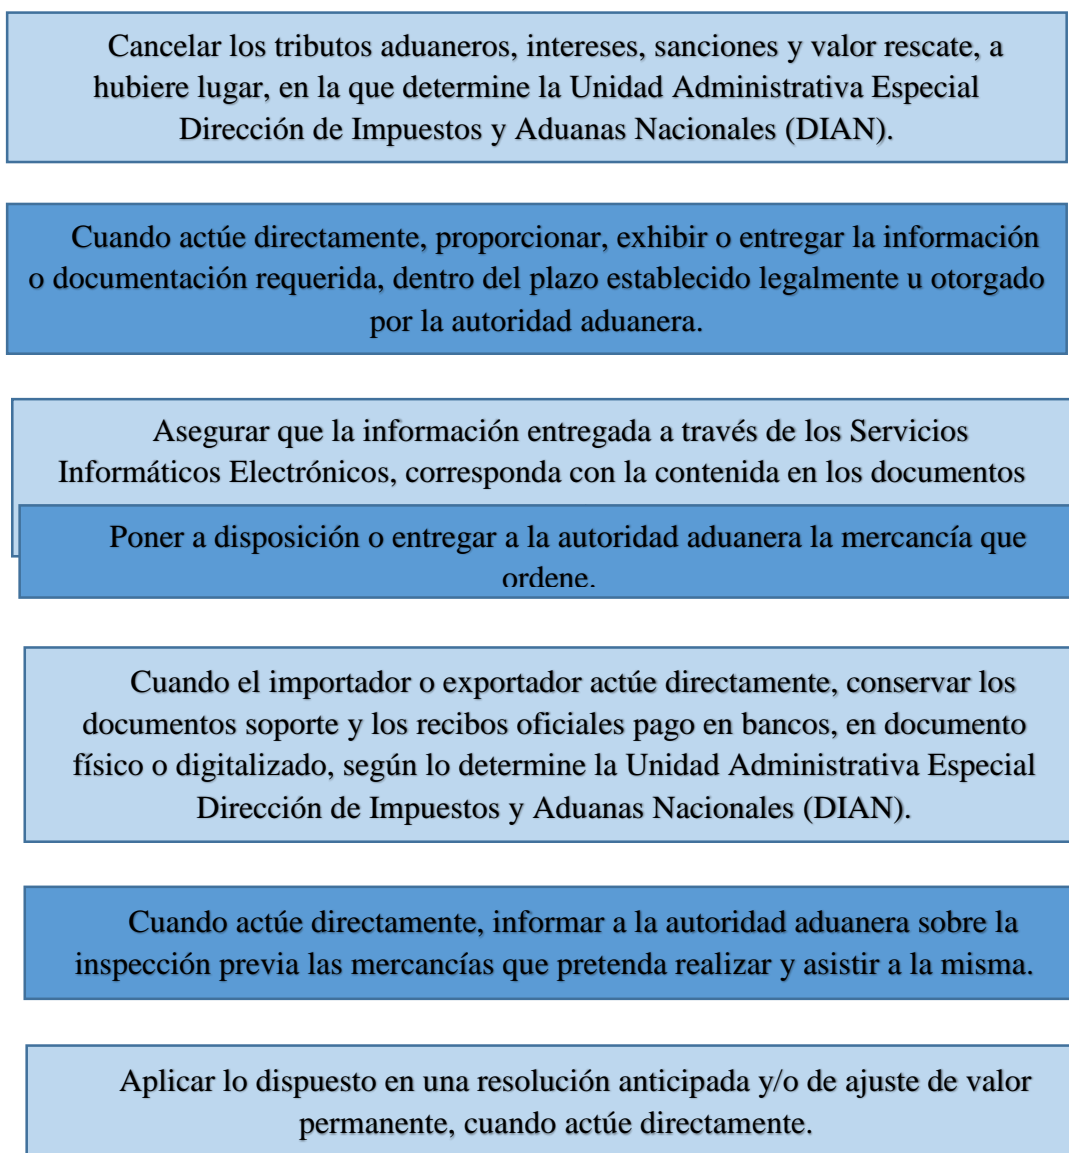 Cancelar los tributos aduaneros, intereses, sanciones y valor rescate, a
hubiere lugar, en la que determine la Unidad Administrativa Especial
Dirección de Impuestos y Aduanas Nacionales (DIAN).
Cuando actúe directamente, proporcionar, exhibir o entregar la información
o documentación requerida, dentro del plazo establecido legalmente u otorgado
por la autoridad aduanera.
Asegurar que la información entregada a través de los Servicios
Informáticos Electrónicos, corresponda con la contenida en los documentos
Poner a disposición o entregar a la autoridad aduanera la mercancía que
ordene.
Cuando el importador o exportador actúe directamente, conservar los
documentos soporte y los recibos oficiales pago en bancos, en documento
físico o digitalizado, según lo determine la Unidad Administrativa Especial
Dirección de Impuestos y Aduanas Nacionales (DIAN).
Cuando actúe directamente, informar a la autoridad aduanera sobre la
inspección previa las mercancías que pretenda realizar y asistir a la misma.
Aplicar lo dispuesto en una resolución anticipada y/o de ajuste de valor
permanente, cuando actúe directamente.